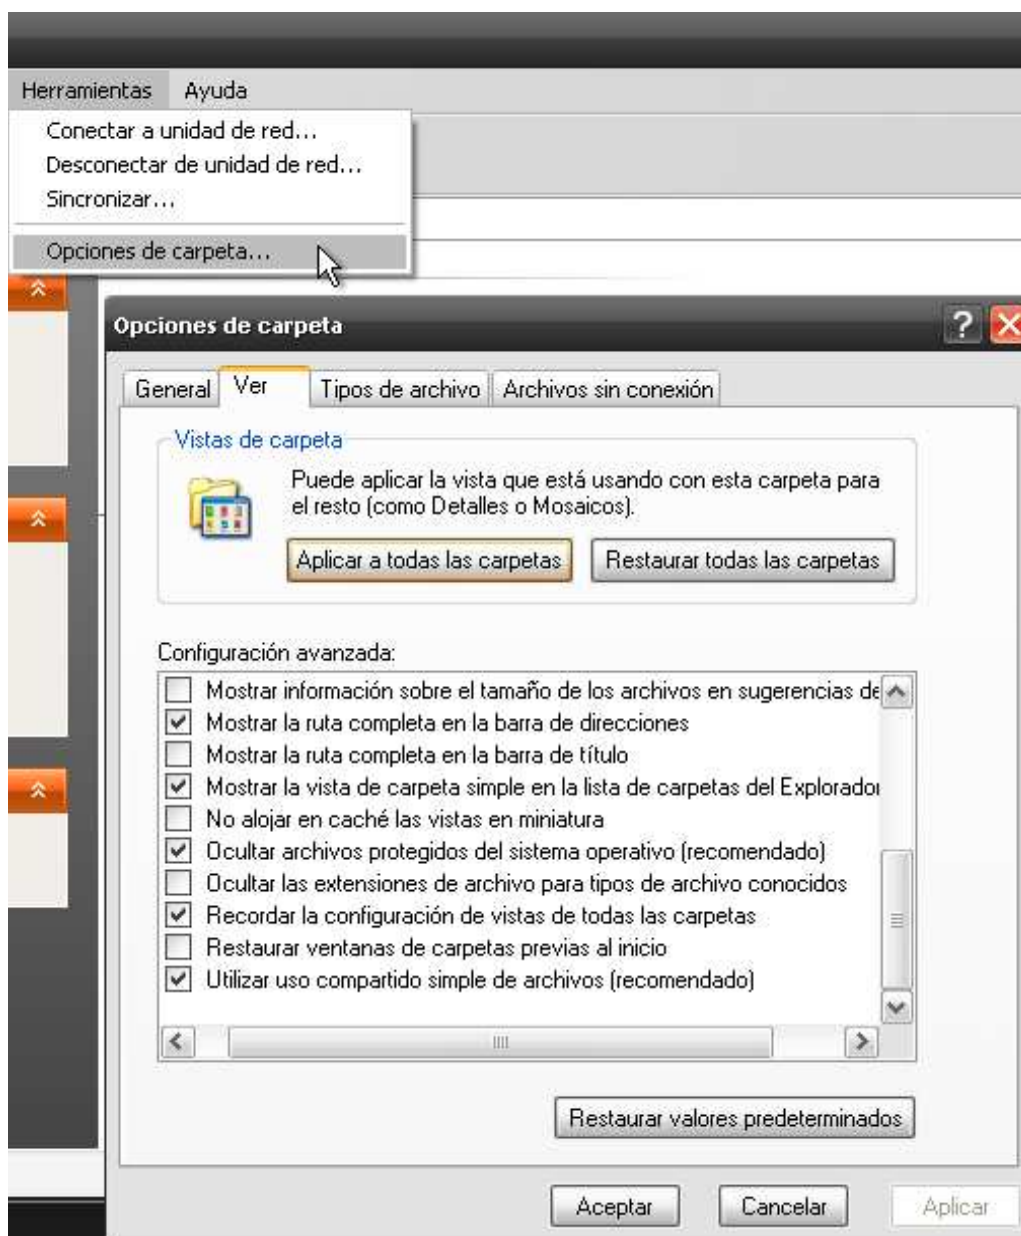 Herramientas Ayuda
Conectar a unidad de red...
Desconectar de unidad de red...
Sincronizar...
Opciones de carpeta...
Opciones de carpeta
General Ver Tipos de archivo Archivos sin conexión
Vistas de carpeta
Puede aplicar la vista que está usando con esta carpeta para
el resto (como Detalles o Mosaicos).
Aplicar a todas las carpetas Restaurar todas las carpetas
Configuración avanzada:
Mostrar información sobre el tamaño de los archivos en sugerencias de
Mostrar la ruta completa en la barra de direcciones
Mostrar la ruta completa en la barra de título
Mostrar la vista de carpeta simple en la lista de carpetas del Explorador
No alojar en caché las vistas en miniatura
Ocultar archivos protegidos del sistema operativo (recomendado)
Ocultar las extensiones de archivo para tipos de archivo conocidos
Recordar la configuración de vistas de todas las carpetas
Restaurar ventanas de carpetas previas al inicio
Utilizar uso compartido simple de archivos (recomendado)
Restaurar valores predeterminados
Aceptar Cancelar Aplicar